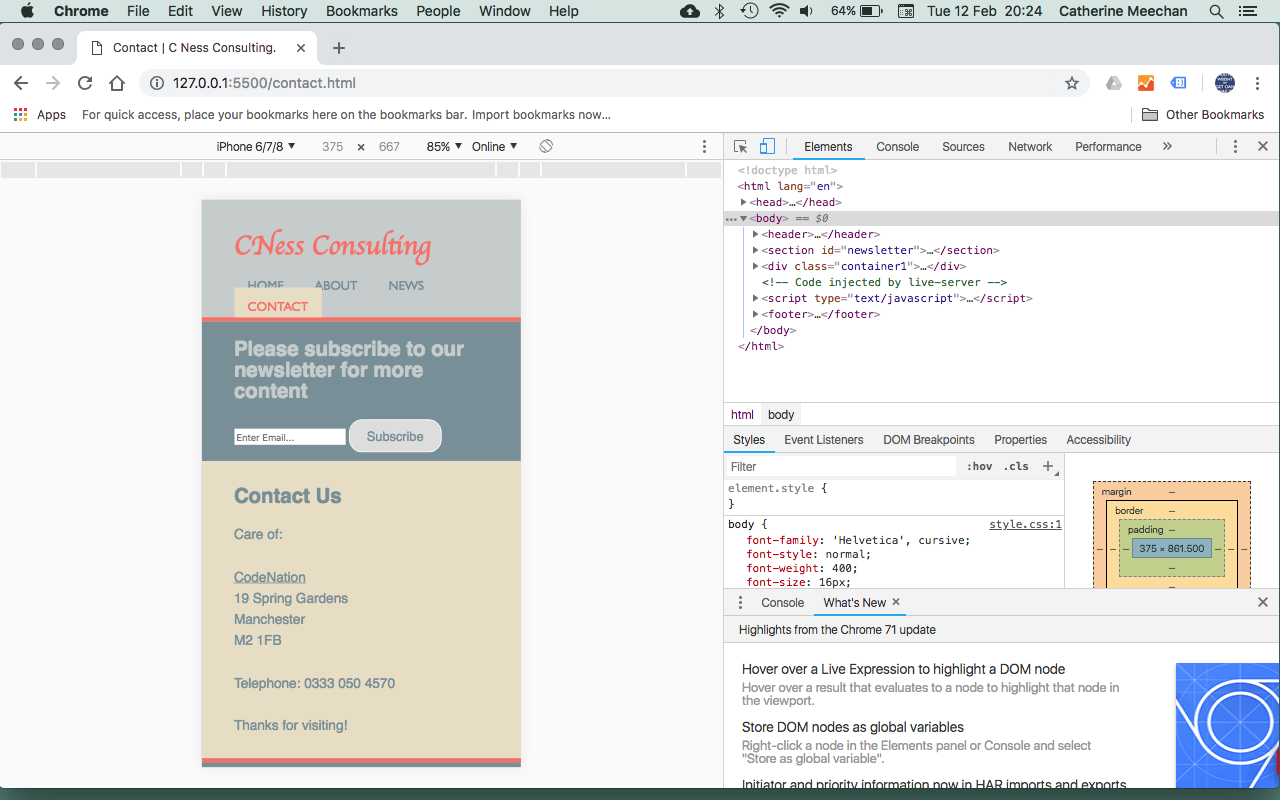 Chrome File Edit View History Bookmarks People Window Help 64% Tue 12 Feb 20:24 Catherine Meechan
Contact | C Ness Consulting.
127.0.0.1:5500/contact.html
Apps For quick access, place your bookmarks here on the bookmarks bar. Import bookmarks now... Other Bookmarks
iPhone 6/7/8 ▼ 375 × 667 85% ▼ Online ▼
Elements Console Sources Network Performance »
<!doctype html>
<html lang="en">
<head>…</head>
<body> == $0
<header>…</header>
<section id="newsletter">…</section>
<div class="container1">…</div>
<!-- Code injected by live-server -->
<script type="text/javascript">…</script>
<footer>…</footer>
</body>
</html>
html body
Styles Event Listeners DOM Breakpoints Properties Accessibility
Filter :hov .cls +
element.style {
}
body { style.css:1
font-family: 'Helvetica', cursive;
font-style: normal;
font-weight: 400;
font-size: 16px;
margin –
border –
padding –
375 × 861.500
Console What's New ×
Highlights from the Chrome 71 update
Hover over a Live Expression to highlight a DOM node
Hover over a result that evaluates to a node to highlight that node in
the viewport.
Store DOM nodes as global variables
Right-click a node in the Elements panel or Console and select
"Store as global variable".
Initiator and priority information now in HAR imports and exports
CNess Consulting
HOME ABOUT NEWS
CONTACT
Please subscribe to our
newsletter for more
content
Enter Email... Subscribe
Contact Us
Care of:
CodeNation
19 Spring Gardens
Manchester
M2 1FB
Telephone: 0333 050 4570
Thanks for visiting!